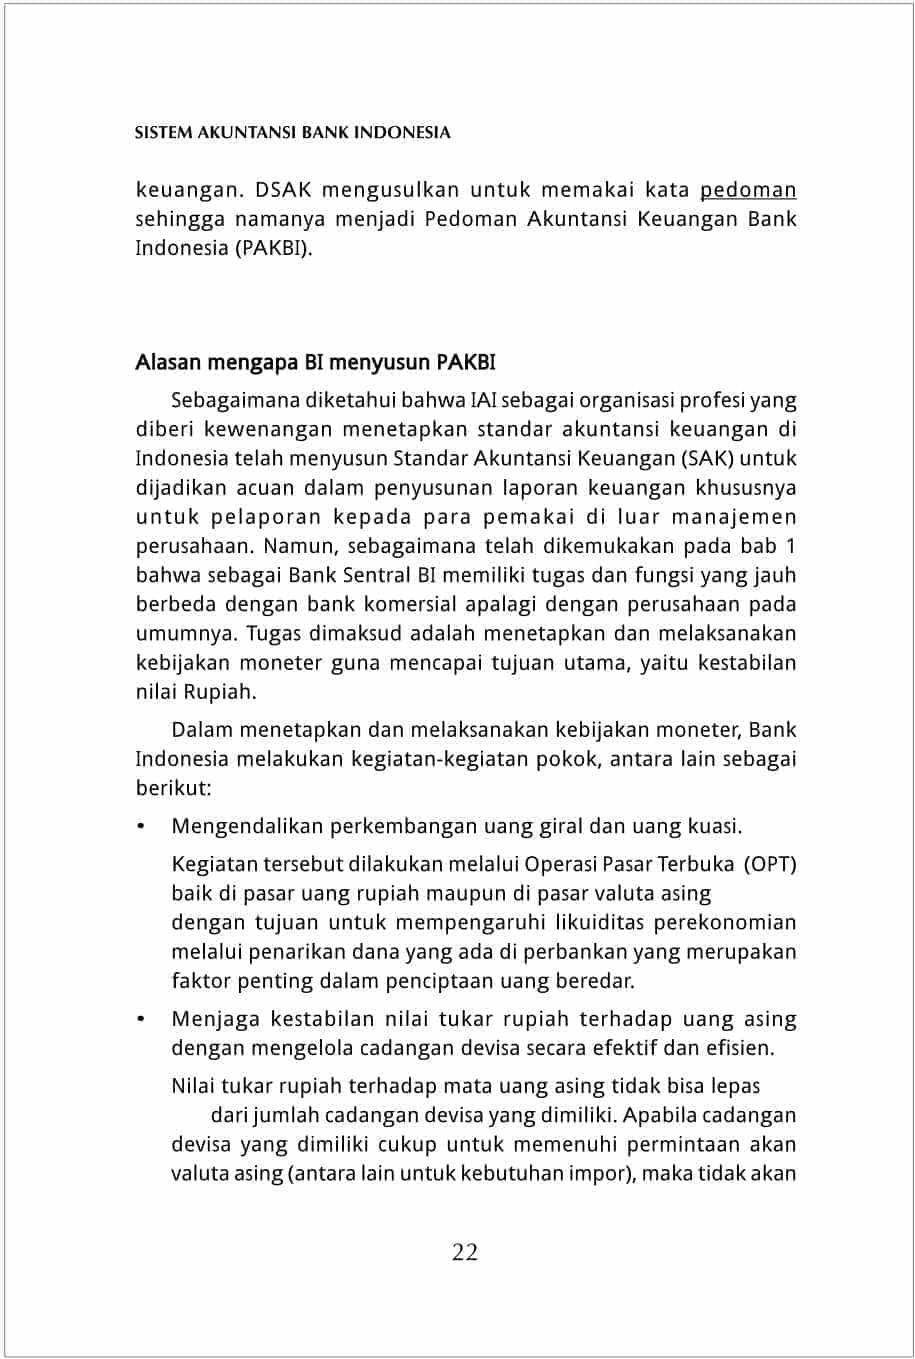 SISTEM AKUNTANSI BANK INDONESIA
keuangan. DSAK mengusulkan untuk memakai kata pedoman
sehingga namanya menjadi Pedoman Akuntansi Keuangan Bank
Indonesia (PAKBI).
Alasan mengapa BI menyusun PAKBI
Sebagaimana diketahui bahwa IAI sebagai organisasi profesi yang
diberi kewenangan menetapkan standar akuntansi keuangan di
Indonesia telah menyusun Standar Akuntansi Keuangan (SAK) untuk
dijadikan acuan dalam penyusunan laporan keuangan khususnya
untuk pelaporan kepada para pemakai di luar manajemen
perusahaan. Namun, sebagaimana telah dikemukakan pada bab 1
bahwa sebagai Bank Sentral BI memiliki tugas dan fungsi yang jauh
berbeda dengan bank komersial apalagi dengan perusahaan pada
umumnya. Tugas dimaksud adalah menetapkan dan melaksanakan
kebijakan moneter guna mencapai tujuan utama, yaitu kestabilan
nilai Rupiah.
Dalam menetapkan dan melaksanakan kebijakan moneter, Bank
Indonesia melakukan kegiatan-kegiatan pokok, antara lain sebagai
berikut:
• Mengendalikan perkembangan uang giral dan uang kuasi.
Kegiatan tersebut dilakukan melalui Operasi Pasar Terbuka (OPT)
baik di pasar uang rupiah maupun di pasar valuta asing
dengan tujuan untuk mempengaruhi likuiditas perekonomian
melalui penarikan dana yang ada di perbankan yang merupakan
faktor penting dalam penciptaan uang beredar.
• Menjaga kestabilan nilai tukar rupiah terhadap uang asing
dengan mengelola cadangan devisa secara efektif dan efisien.
Nilai tukar rupiah terhadap mata uang asing tidak bisa lepas
dari jumlah cadangan devisa yang dimiliki. Apabila cadangan
devisa yang dimiliki cukup untuk memenuhi permintaan akan
valuta asing (antara lain untuk kebutuhan impor), maka tidak akan
22